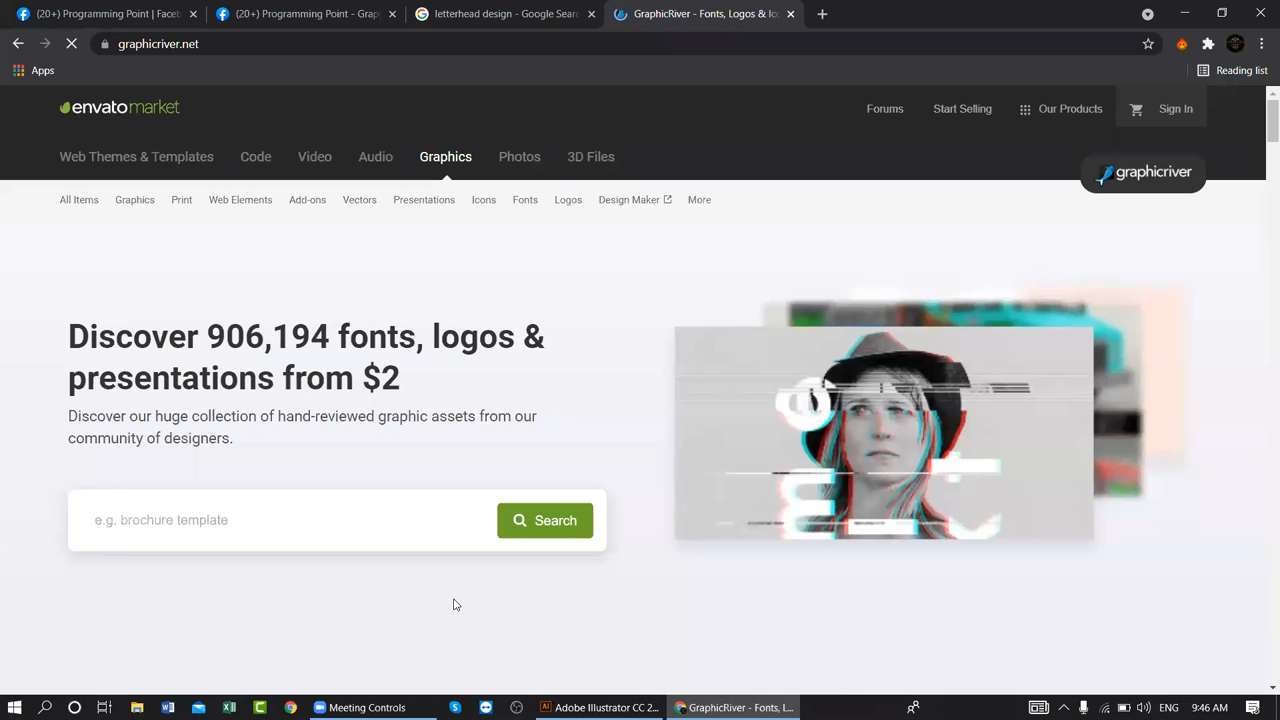 (20+) Programming Point | Faceb
(20+) Programming Point - Grap
letterhead design - Google Searc
GraphicRiver - Fonts, Logos & Ic
graphicriver.net
Apps
Reading list
envatomarket
Forums
Start Selling
Our Products
Sign In
Web Themes & Templates
Code
Video
Audio
Graphics
Photos
3D Files
graphicriver
All Items
Graphics
Print
Web Elements
Add-ons
Vectors
Presentations
Icons
Fonts
Logos
Design Maker
More
Discover 906,194 fonts, logos &
presentations from $2
Discover our huge collection of hand-reviewed graphic assets from our
community of designers.
e.g. brochure template
Search
Meeting Controls
Adobe Illustrator CC 2...
GraphicRiver - Fonts, L...
ENG
9:46 AM